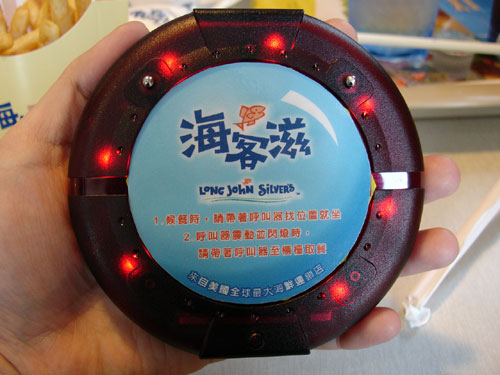 海客滋
LONG JOHN SILVER'S
1.候餐時，請帶著呼叫器找位置就坐
2.呼叫器震動並閃燈時，
請帶著呼叫器至櫃檯取餐
來自美國全球最大海鮮連鎖店